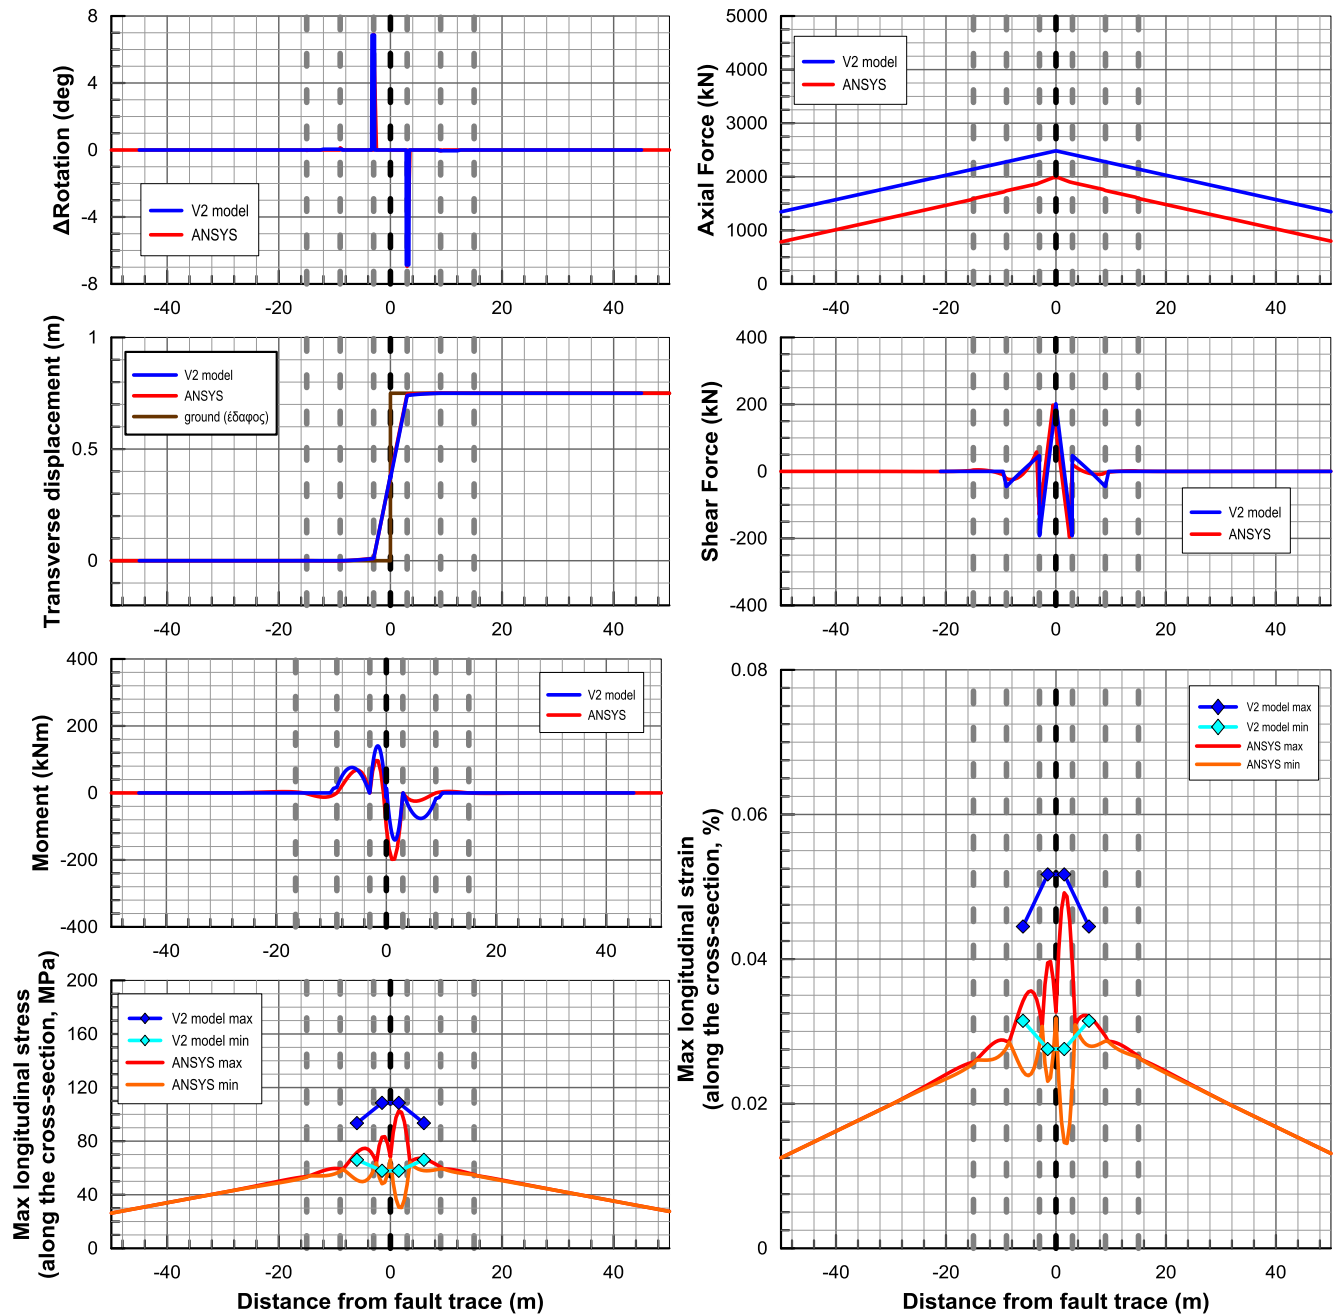 ΔRotation (deg)
8
4
0
-4
-8
V2 model
ANSYS
-40
-20
0
20
40
Axial Force (kN)
5000
4000
3000
2000
1000
0
V2 model
ANSYS
-40
-20
0
20
40
Transverse displacement (m)
1
0.5
0
V2 model
ANSYS
ground (έδαφος)
-40
-20
0
20
40
Shear Force (kN)
400
200
0
-200
-400
V2 model
ANSYS
-40
-20
0
20
40
Moment (kNm)
400
200
0
-200
-400
V2 model
ANSYS
-40
-20
0
20
40
Max longitudinal stress
(along the cross-section, MPa)
200
160
120
80
40
0
V2 model max
V2 model min
ANSYS max
ANSYS min
-40
-20
0
20
40
Distance from fault trace (m)
Max longitudinal strain
(along the cross-section, %)
0.08
0.06
0.04
0.02
0
V2 model max
V2 model min
ANSYS max
ANSYS min
-40
-20
0
20
40
Distance from fault trace (m)